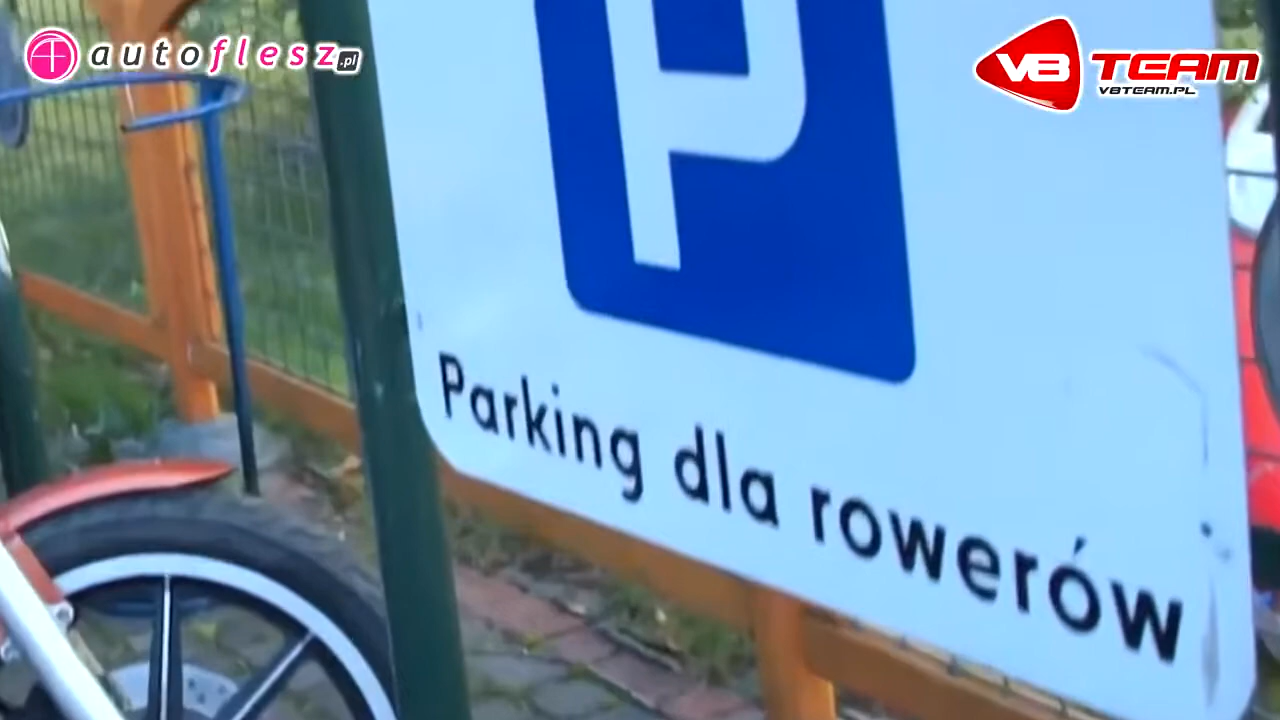 autoflesz.pl
V8 TEAM
V8TEAM.PL
P
Parking dla rowerów